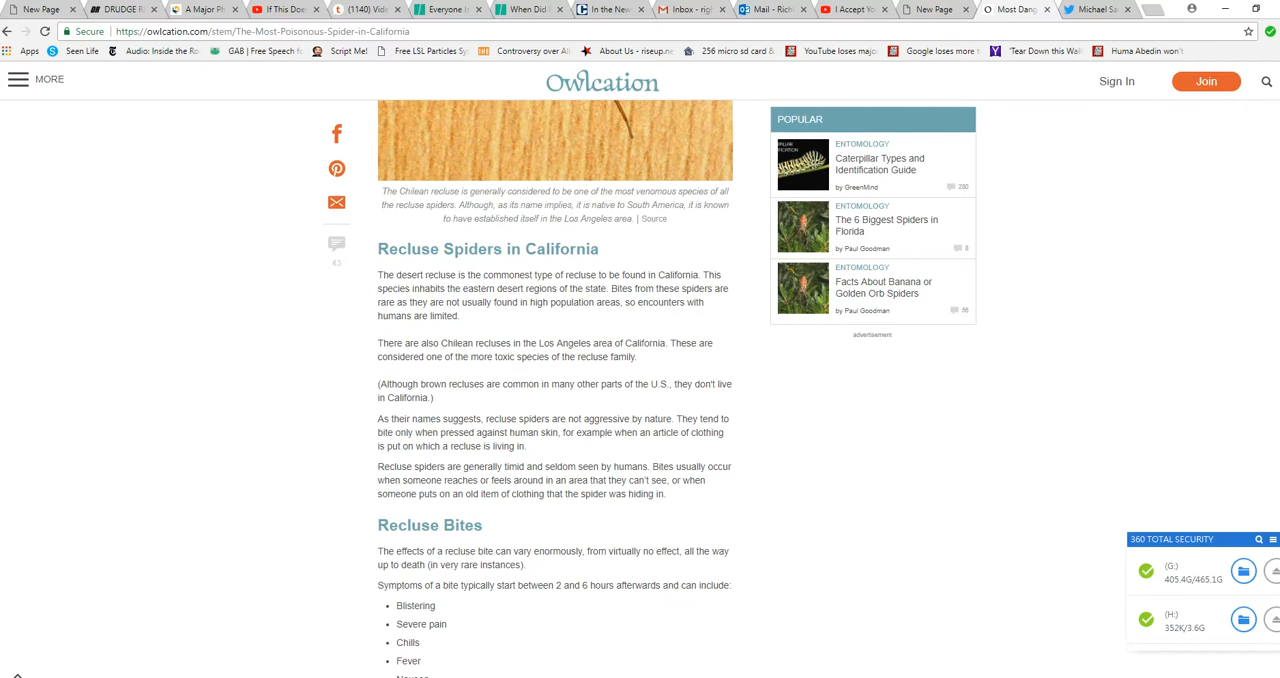 New Page
DRUDGE R
A Major Ph
If This Doe
(1140) Vide
Everyone I
When Did
In the New
Inbox - rig
Mail - Rich
I Accept Yo
New Page
Most Dang
Michael Sa
Secure | https://owlcation.com/stem/The-Most-Poisonous-Spider-in-California
Apps
Seen Life
Audio: Inside the Ro
GAB | Free Speech fo
Script Me!
Free LSL Particles Sy
Controversy over Al
About Us - riseup.ne
256 micro sd card &
YouTube loses majo
Google loses more t
'Tear Down this Wal
Huma Abedin won't
MORE
Owlcation
Sign In
Join
The Chilean recluse is generally considered to be one of the most venomous species of all
the recluse spiders. Although, as its name implies, it is native to South America, it is known
to have established itself in the Los Angeles area. | Source
43
Recluse Spiders in California
The desert recluse is the commonest type of recluse to be found in California. This
species inhabits the eastern desert regions of the state. Bites from these spiders are
rare as they are not usually found in high population areas, so encounters with
humans are limited.
There are also Chilean recluses in the Los Angeles area of California. These are
considered one of the more toxic species of the recluse family.
(Although brown recluses are common in many other parts of the U.S., they don't live
in California.)
As their names suggests, recluse spiders are not aggressive by nature. They tend to
bite only when pressed against human skin, for example when an article of clothing
is put on which a recluse is living in.
Recluse spiders are generally timid and seldom seen by humans. Bites usually occur
when someone reaches or feels around in an area that they can't see, or when
someone puts on an old item of clothing that the spider was hiding in.
Recluse Bites
The effects of a recluse bite can vary enormously, from virtually no effect, all the way
up to death (in very rare instances).
Symptoms of a bite typically start between 2 and 6 hours afterwards and can include:
• Blistering
• Severe pain
• Chills
• Fever
POPULAR
ENTOMOLOGY
Caterpillar Types and
Identification Guide
by GreenMind
280
ENTOMOLOGY
The 6 Biggest Spiders in
Florida
by Paul Goodman
8
ENTOMOLOGY
Facts About Banana or
Golden Orb Spiders
by Paul Goodman
56
advertisement
360 TOTAL SECURITY
(G:)
405.4G/465.1G
(H:)
352K/3.6G